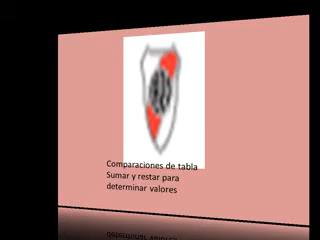 Comparaciones de tabla
Sumar y restar para
determinar valores